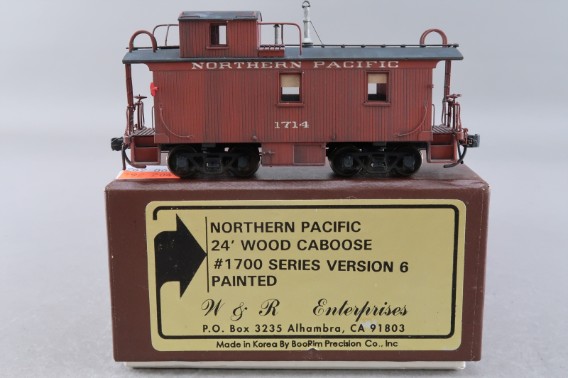 NORTHERN PACIFIC
1714
NORTHERN PACIFIC
24' WOOD CABOOSE
#1700 SERIES VERSION 6
PAINTED
W & R Enterprises
P.O. Box 3235 Alhambra, CA 91803
Made in Korea By BooRim Precision Co., Inc